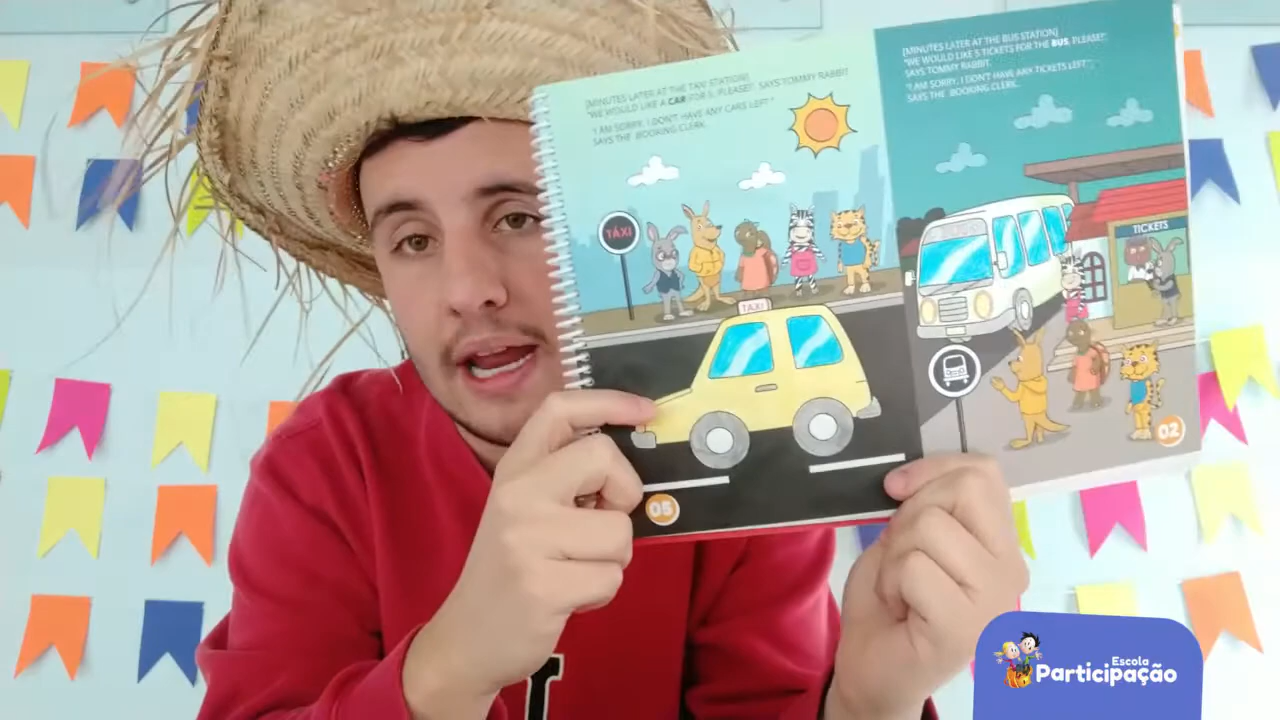 [MINUTES LATER AT THE TAXI STATION]
"WE WOULD LIKE A CAR FOR 5, PLEASE!", SAYS TOMMY RABBIT
"I AM SORRY, I DON'T HAVE ANY CARS LEFT."
SAYS THE BOOKING CLERK.
TÁXI
TAXI
05
[MINUTES LATER AT THE BUS STATION]
"WE WOULD LIKE 5 TICKETS FOR THE BUS, PLEASE!",
SAYS TOMMY RABBIT.
"I AM SORRY, I DON'T HAVE ANY TICKETS LEFT",
SAYS THE BOOKING CLERK.
TICKETS
02
Escola
Participação